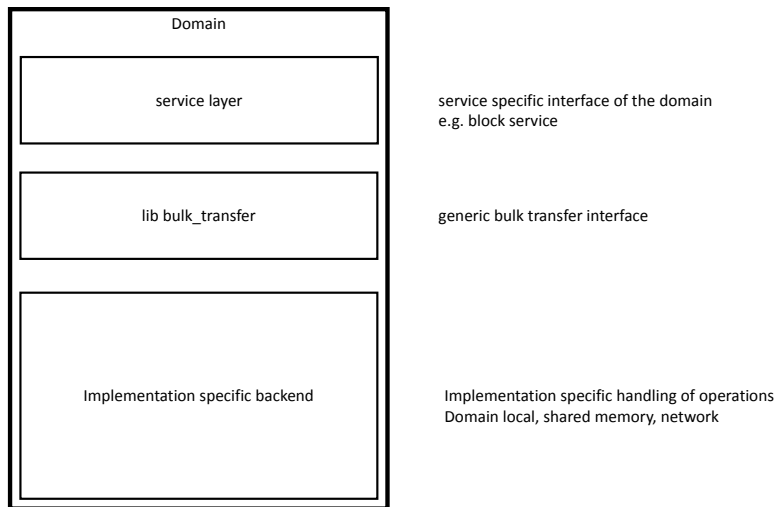 Domain
service layer
service specific interface of the domain
e.g. block service
lib bulk_transfer
generic bulk transfer interface
Implementation specific backend
Implementation specific handling of operations
Domain local, shared memory, network